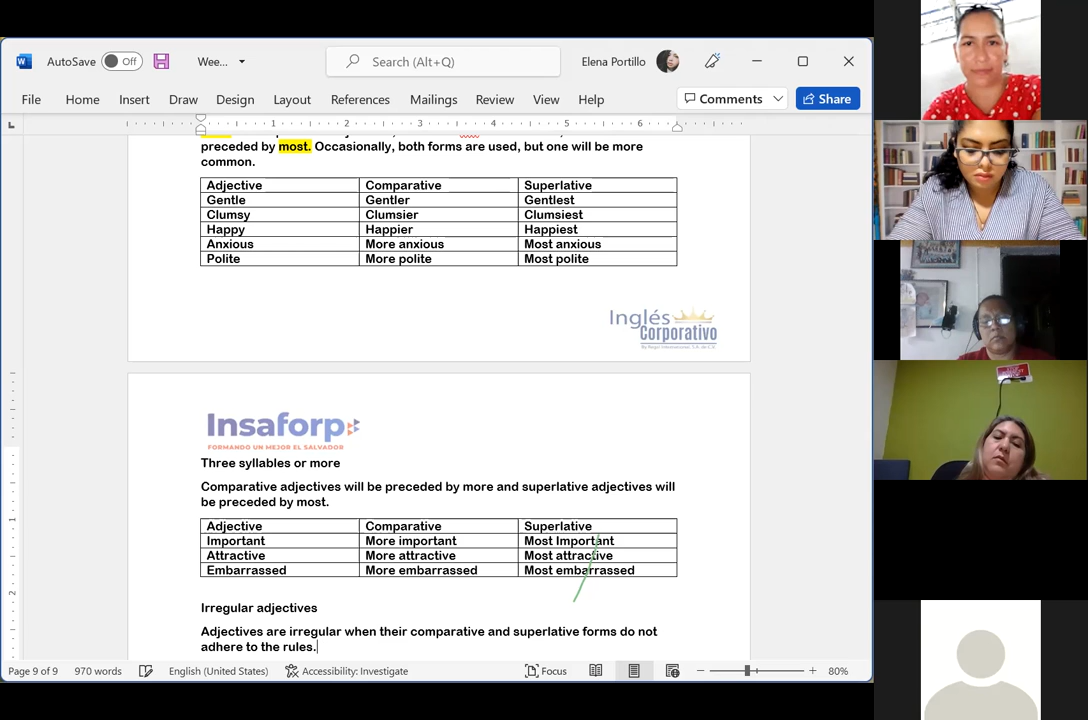 AutoSave Off Wee... Search (Alt+Q) Elena Portillo
File Home Insert Draw Design Layout References Mailings Review View Help Comments Share
1 2 3 4 5 6
preceded by most. Occasionally, both forms are used, but one will be more
common.
Adjective Comparative Superlative
Gentle Gentler Gentlest
Clumsy Clumsier Clumsiest
Happy Happier Happiest
Anxious More anxious Most anxious
Polite More polite Most polite
Inglés
Corporativo
Insaforp
FORMANDO UN MEJOR EL SALVADOR
Three syllables or more
Comparative adjectives will be preceded by more and superlative adjectives will
be preceded by most.
Adjective Comparative Superlative
Important More important Most Important
Attractive More attractive Most attractive
Embarrassed More embarrassed Most embarrassed
Irregular adjectives
Adjectives are irregular when their comparative and superlative forms do not
adhere to the rules.
Page 9 of 9 970 words English (United States) Accessibility: Investigate Focus 80%